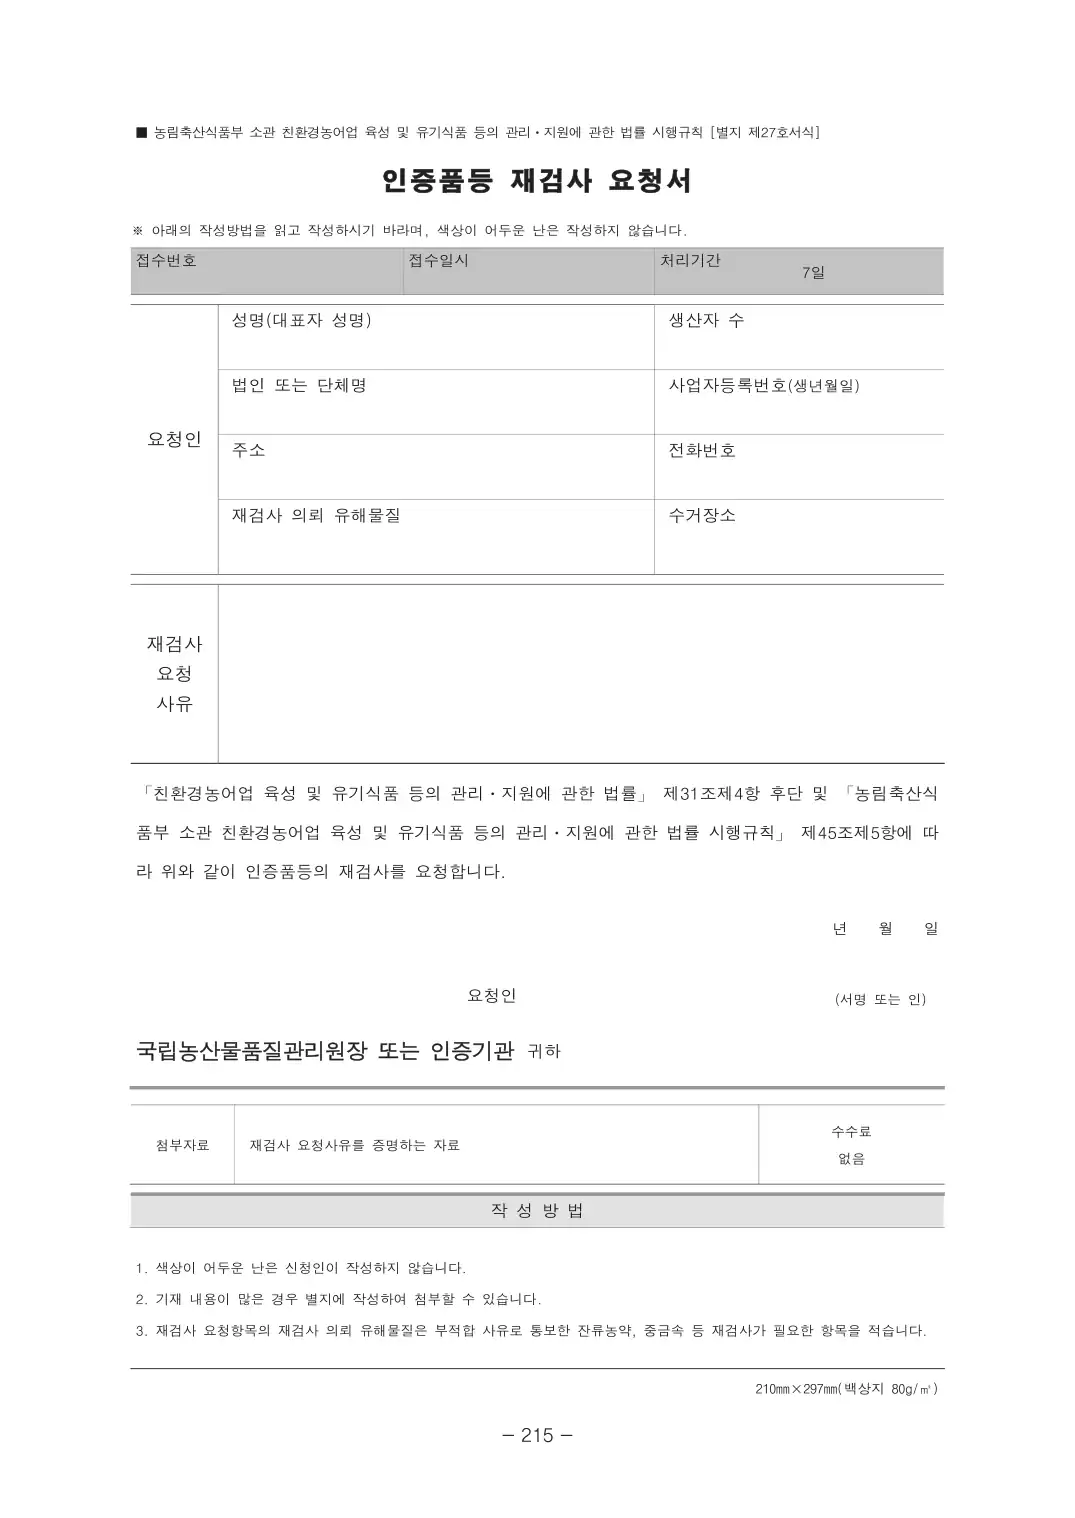 ■ 농림축산식품부 소관 친환경농어업 육성 및 유기식품 등의 관리·지원에 관한 법률 시행규칙 [별지 제27호서식]
인증품등 재검사 요청서
※ 아래의 작성방법을 읽고 작성하시기 바라며, 색상이 어두운 난은 작성하지 않습니다.
접수번호 접수일시 처리기간
7일
성명(대표자 성명) 생산자 수
법인 또는 단체명 사업자등록번호(생년월일)
요청인
주소 전화번호
재검사 의뢰 유해물질 수거장소
재검사
요청
사유
「친환경농어업 육성 및 유기식품 등의 관리·지원에 관한 법률」 제31조제4항 후단 및 「농림축산식
품부 소관 친환경농어업 육성 및 유기식품 등의 관리·지원에 관한 법률 시행규칙」 제45조제5항에 따
라 위와 같이 인증품등의 재검사를 요청합니다.
년 월 일
요청인 (서명 또는 인)
국립농산물품질관리원장 또는 인증기관 귀하
첨부자료 재검사 요청사유를 증명하는 자료
수수료
없음
작 성 방 법
1. 색상이 어두운 난은 신청인이 작성하지 않습니다.
2. 기재 내용이 많은 경우 별지에 작성하여 첨부할 수 있습니다.
3. 재검사 요청항목의 재검사 의뢰 유해물질은 부적합 사유로 통보한 잔류농약, 중금속 등 재검사가 필요한 항목을 적습니다.
210㎜×297㎜(백상지 80g/㎡)
- 215 -